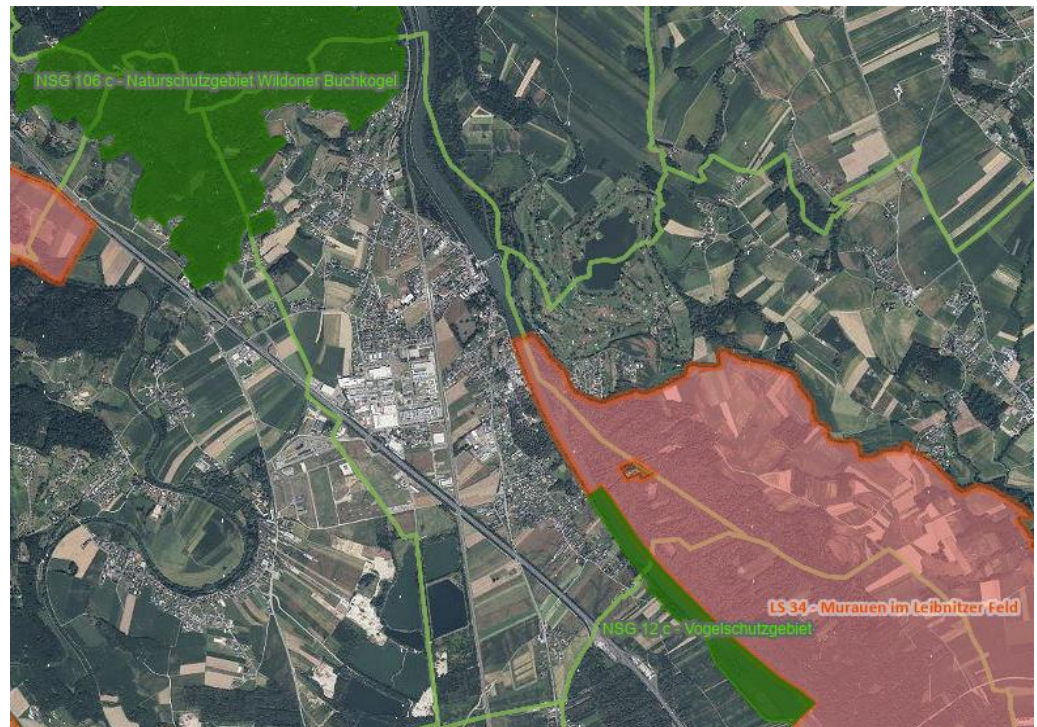 NSG 106 c - Naturschutzgebiet Wildoner Buchkogel
LS 34 - Murauen im Leibnitzer Feld
NSG 12 c - Vogelschutzgebiet